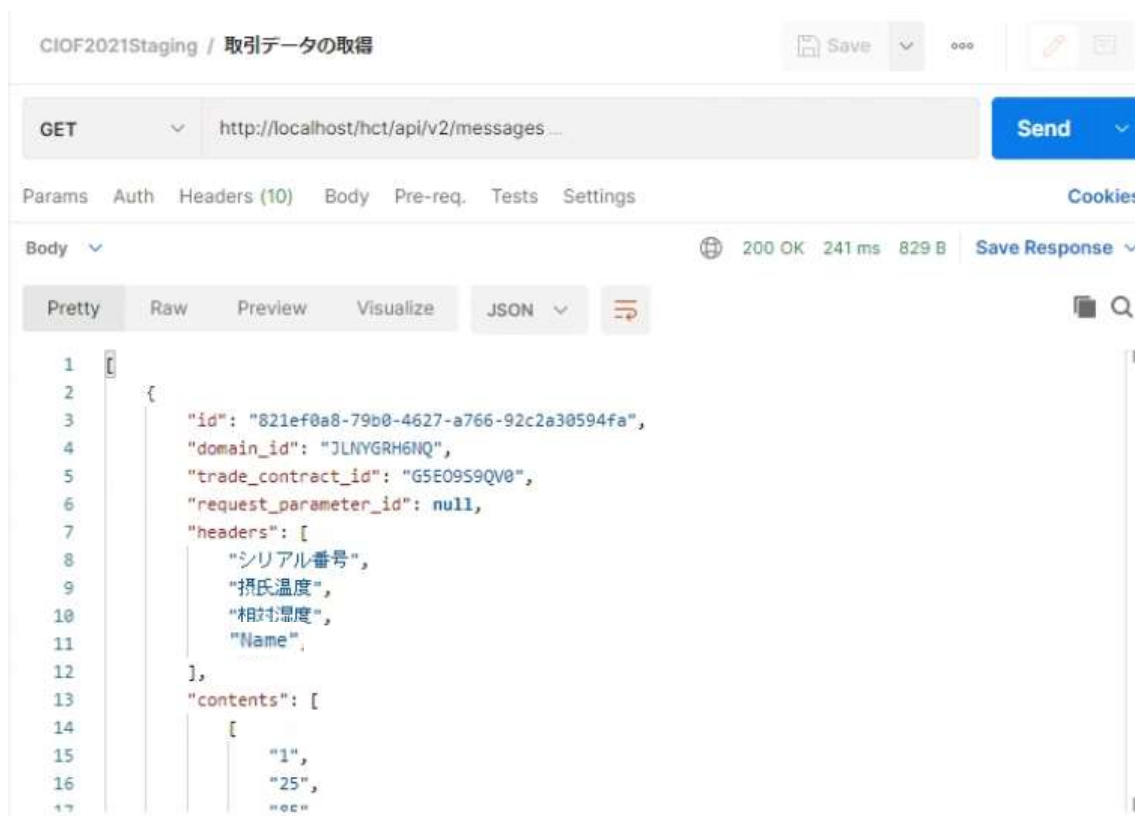 CIOF2021Staging / 取引データの取得 Save
GET http://localhost/hct/api/v2/messages ... Send
Params Auth Headers (10) Body Pre-req. Tests Settings Cookies
Body 200 OK 241 ms 829 B Save Response
Pretty Raw Preview Visualize JSON
1 [
2 {
3 "id": "821ef0a8-79b0-4627-a766-92c2a30594fa",
4 "domain_id": "JLNYGRH6NQ",
5 "trade_contract_id": "G5EO9S9QV0",
6 "request_parameter_id": null,
7 "headers": [
8 "シリアル番号",
9 "摂氏温度",
10 "相対湿度",
11 "Name",
12 ],
13 "contents": [
14 [
15 "1",
16 "25",
17 "85"